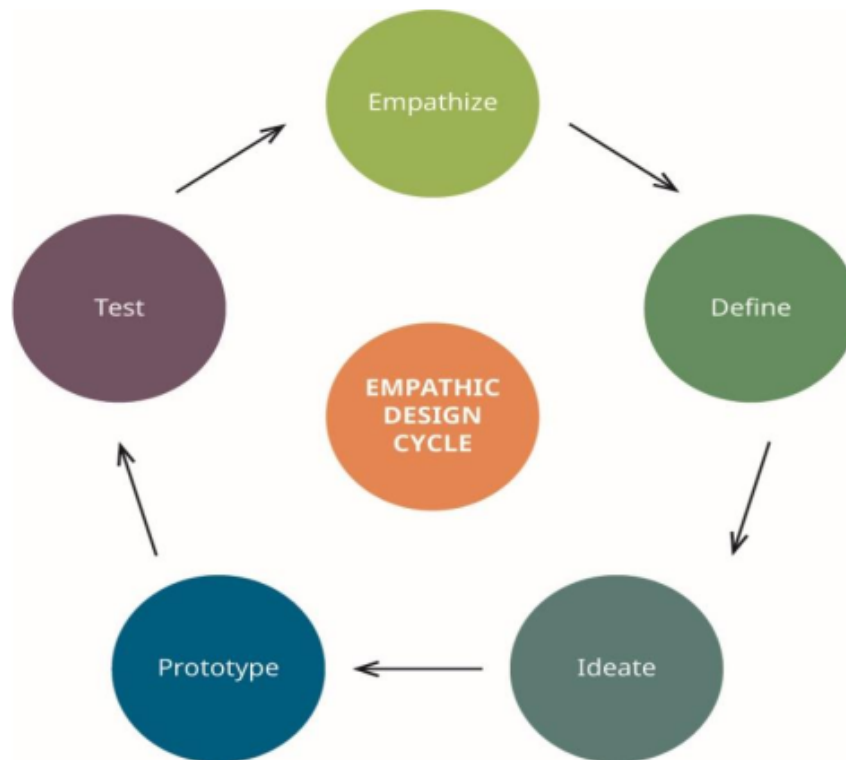 Empathize
Define
Ideate
Prototype
Test
EMPATHIC
DESIGN
CYCLE